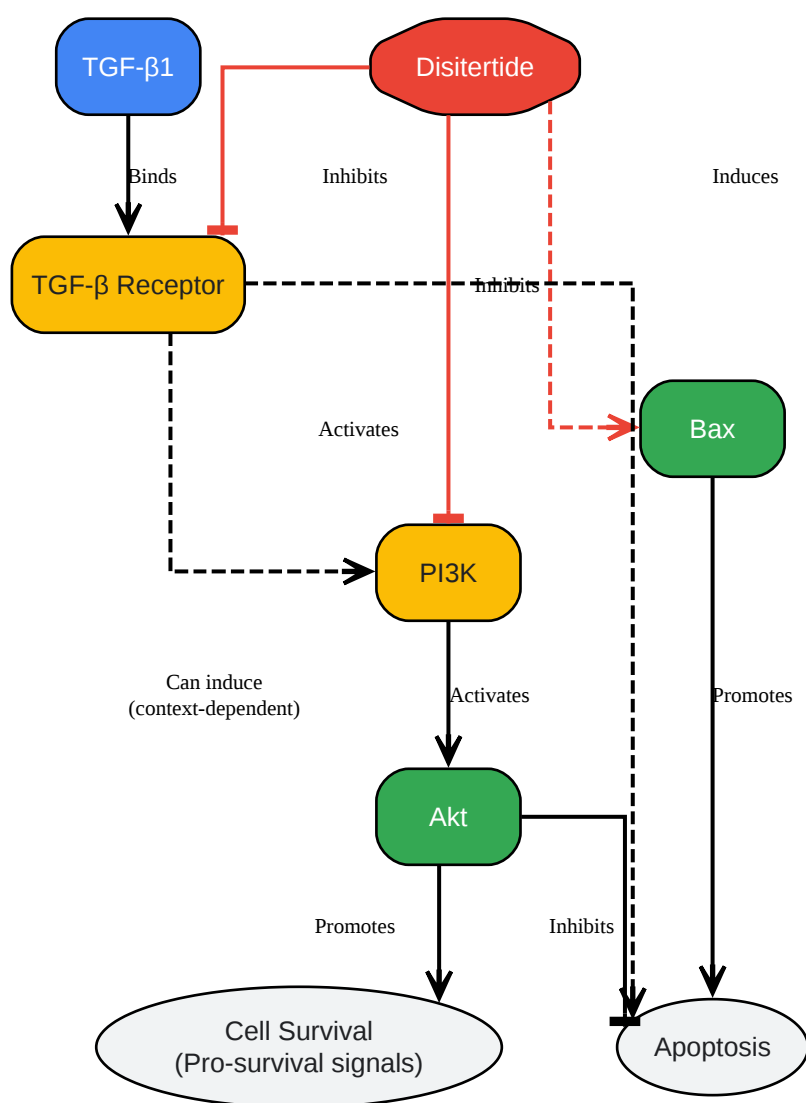 TGF-β1
Disitertide
Binds
Inhibits
Induces
TGF-β Receptor
Inhibits
Activates
Bax
PI3K
Can induce
(context-dependent)
Activates
Promotes
Akt
Promotes
Inhibits
Cell Survival
(Pro-survival signals)
Apoptosis